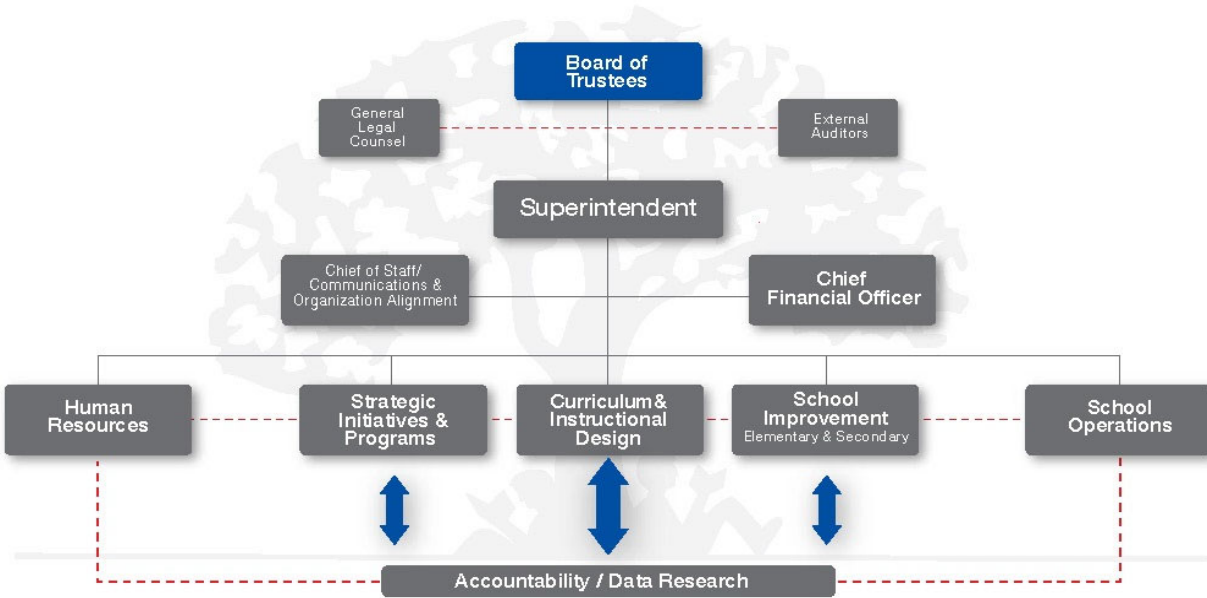 Board of
Trustees
General
Legal
Counsel
External
Auditors
Superintendent
Chief of Staff/
Communications &
Organization Alignment
Chief
Financial Officer
Human
Resources
Strategic
Initiatives &
Programs
Curriculum &
Instructional
Design
School
Improvement
Elementary & Secondary
School
Operations
Accountability / Data Research